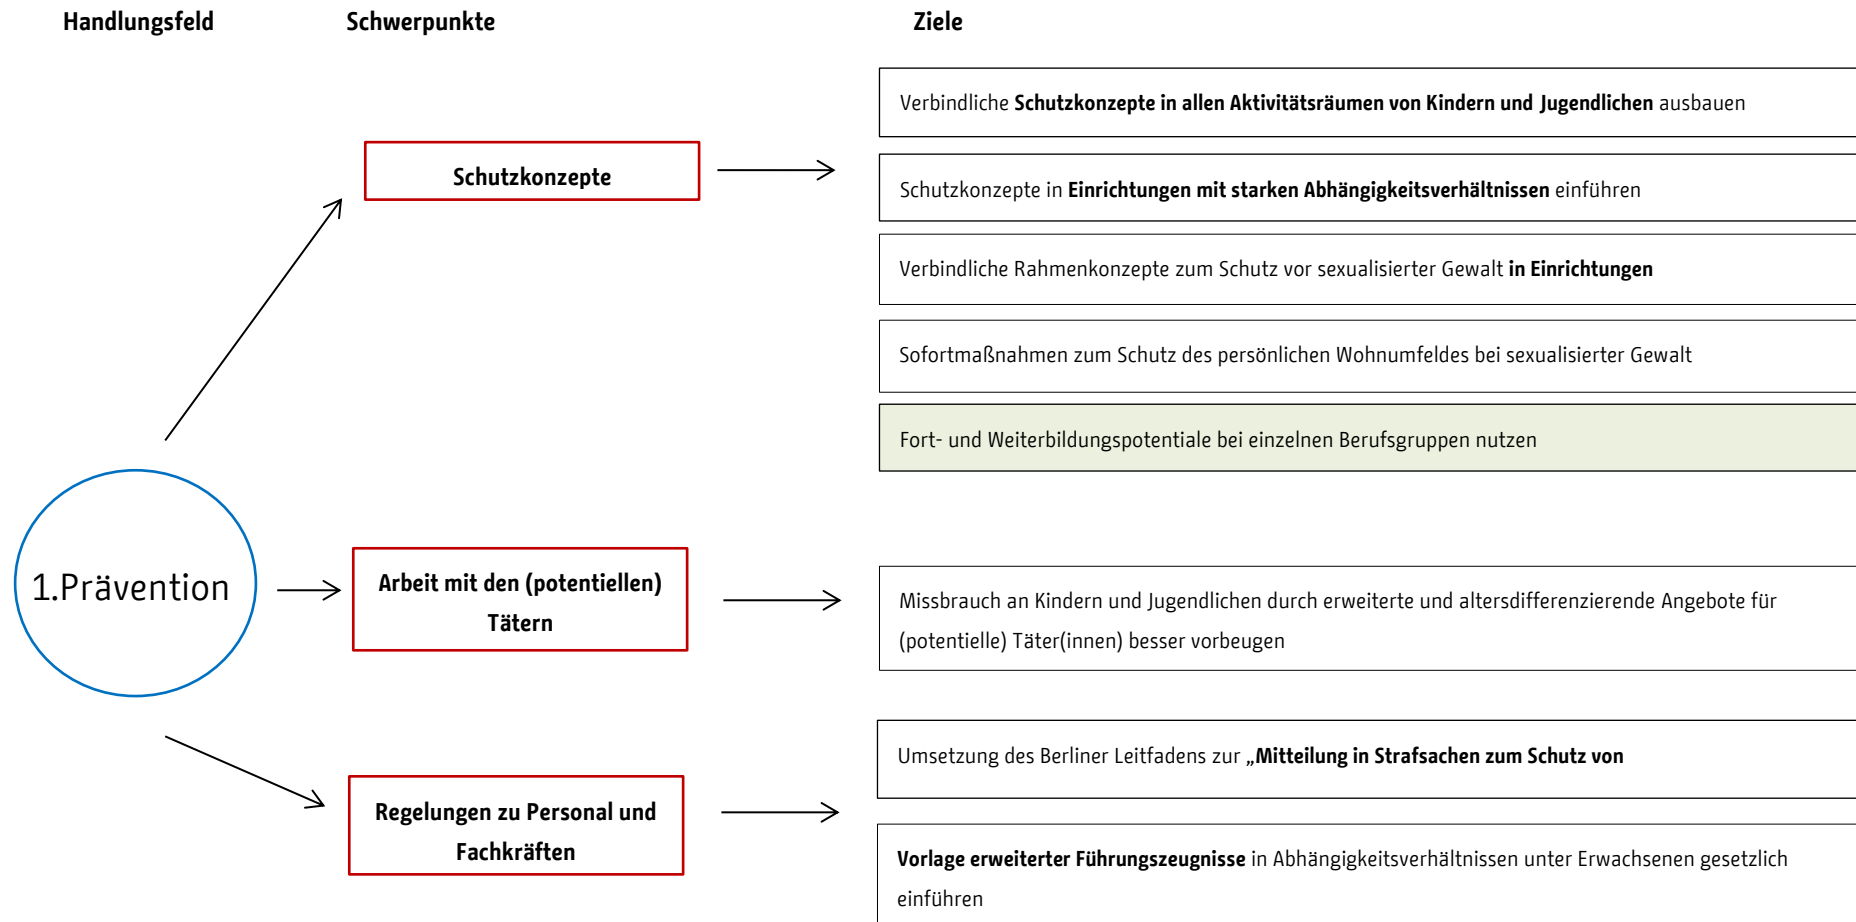 Handlungsfeld Schwerpunkte Ziele
Verbindliche Schutzkonzepte in allen Aktivitätsräumen von Kindern und Jugendlichen ausbauen
Schutzkonzepte
Schutzkonzepte in Einrichtungen mit starken Abhängigkeitsverhältnissen einführen
Verbindliche Rahmenkonzepte zum Schutz vor sexualisierter Gewalt in Einrichtungen
Sofortmaßnahmen zum Schutz des persönlichen Wohnumfeldes bei sexualisierter Gewalt
Fort- und Weiterbildungspotentiale bei einzelnen Berufsgruppen nutzen
1.Prävention
Arbeit mit den (potentiellen)
Tätern
Missbrauch an Kindern und Jugendlichen durch erweiterte und altersdifferenzierende Angebote für
(potentielle) Täter(innen) besser vorbeugen
Regelungen zu Personal und
Fachkräften
Umsetzung des Berliner Leitfadens zur „Mitteilung in Strafsachen zum Schutz von
Vorlage erweiterter Führungszeugnisse in Abhängigkeitsverhältnissen unter Erwachsenen gesetzlich
einführen